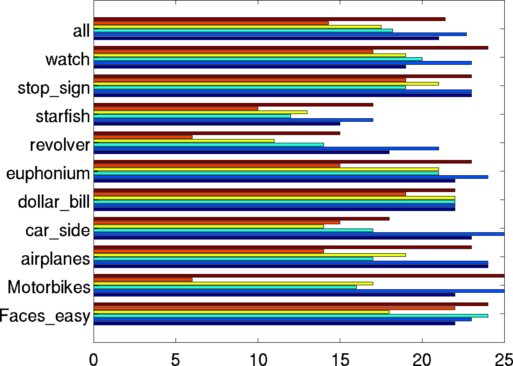 all
watch
stop_sign
starfish
revolver
euphonium
dollar_bill
car_side
airplanes
Motorbikes
Faces_easy
0 5 10 15 20 25